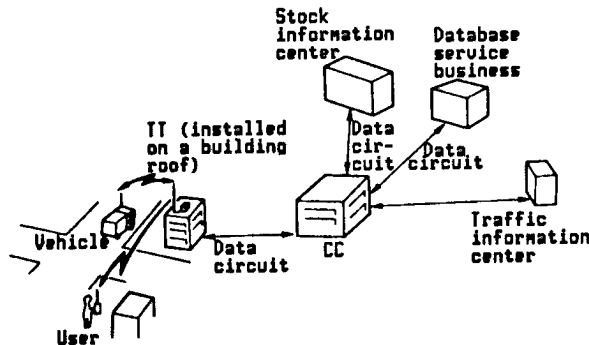 Stock
information
center
Database
service
business
TT (installed
on a building
roof)
Data
cir-
cuit
Data
circuit
Vehicle
Data
circuit
CC
Traffic
information
center
User